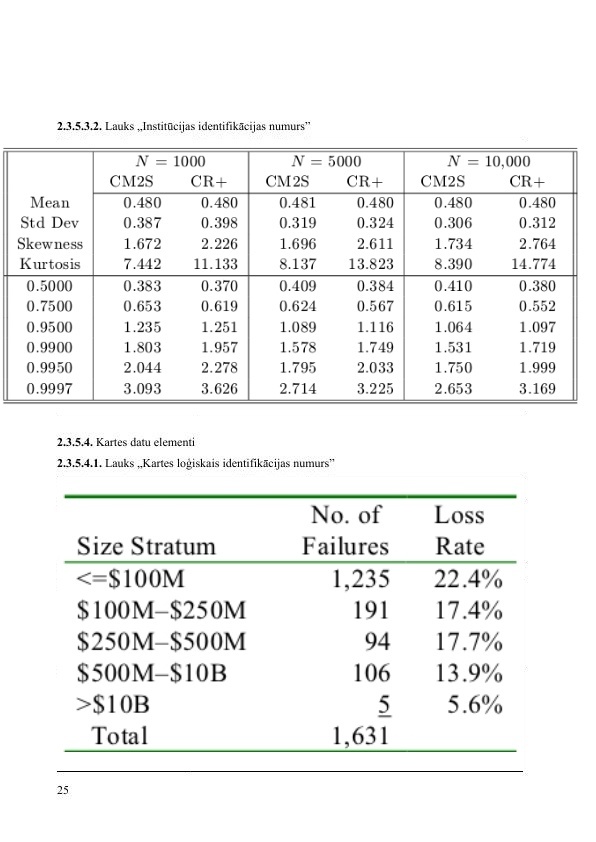 2.3.5.3.2. Lauks „Institūcijas identifikācijas numurs”
N = 1000 N = 5000 N = 10,000
CM2S CR+ CM2S CR+ CM2S CR+
Mean 0.480 0.480 0.481 0.480 0.480 0.480
Std Dev 0.387 0.398 0.319 0.324 0.306 0.312
Skewness 1.672 2.226 1.696 2.611 1.734 2.764
Kurtosis 7.442 11.133 8.137 13.823 8.390 14.774
0.5000 0.383 0.370 0.409 0.384 0.410 0.380
0.7500 0.653 0.619 0.624 0.567 0.615 0.552
0.9500 1.235 1.251 1.089 1.116 1.064 1.097
0.9900 1.803 1.957 1.578 1.749 1.531 1.719
0.9950 2.044 2.278 1.795 2.033 1.750 1.999
0.9997 3.093 3.626 2.714 3.225 2.653 3.169
2.3.5.4. Kartes datu elementi
2.3.5.4.1. Lauks „Kartes loģiskais identifikācijas numurs”
No. of Loss
Size Stratum Failures Rate
<=$100M 1,235 22.4%
$100M–$250M 191 17.4%
$250M–$500M 94 17.7%
$500M–$10B 106 13.9%
>$10B 5 5.6%
Total 1,631
25